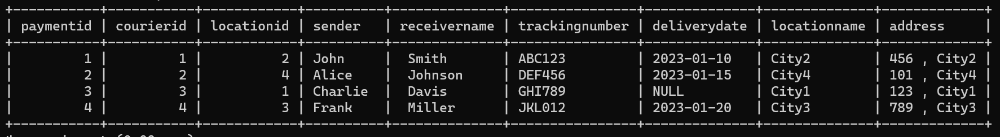 +-----------+-----------+------------+----------+--------------+----------------+--------------+--------------+-------------+
| paymentid | courierid | locationid | sender   | receivername | trackingnumber | deliverydate | locationname | address     |
+-----------+-----------+------------+----------+--------------+----------------+--------------+--------------+-------------+
|         1 |         1 |          2 | John     |  Smith       | ABC123         | 2023-01-10   | City2        | 456 , City2 |
|         2 |         2 |          4 | Alice    |  Johnson     | DEF456         | 2023-01-15   | City4        | 101 , City4 |
|         3 |         3 |          1 | Charlie  |  Davis       | GHI789         | NULL         | City1        | 123 , City1 |
|         4 |         4 |          3 | Frank    |  Miller      | JKL012         | 2023-01-20   | City3        | 789 , City3 |
+-----------+-----------+------------+----------+--------------+----------------+--------------+--------------+-------------+